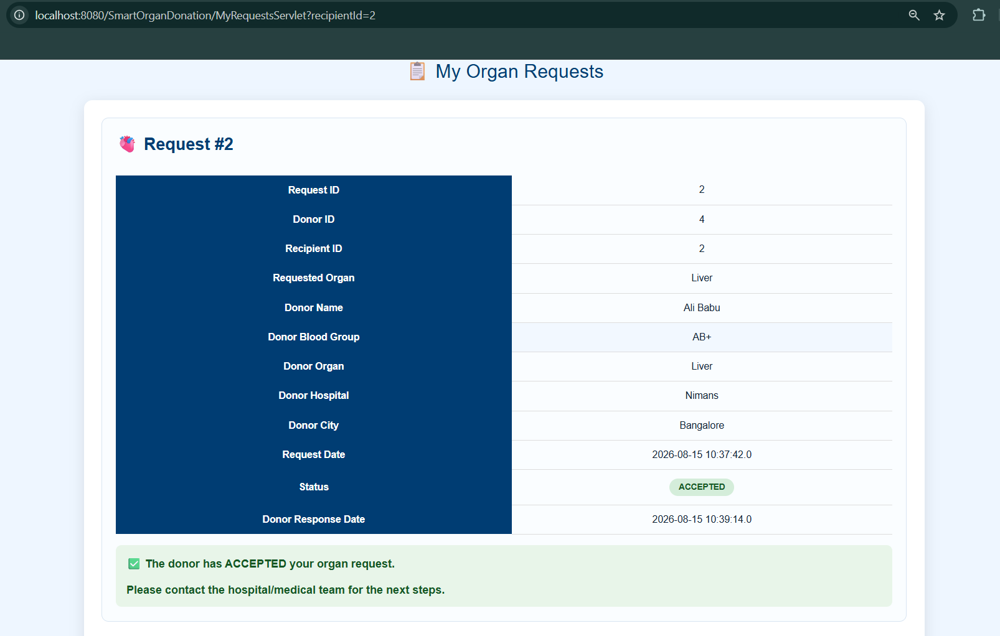 localhost:8080/SmartOrganDonation/MyRequestsServlet?recipientId=2
My Organ Requests
Request #2
Request ID 2
Donor ID 4
Recipient ID 2
Requested Organ Liver
Donor Name Ali Babu
Donor Blood Group AB+
Donor Organ Liver
Donor Hospital Nimans
Donor City Bangalore
Request Date 2026-08-15 10:37:42.0
Status ACCEPTED
Donor Response Date 2026-08-15 10:39:14.0
The donor has ACCEPTED your organ request.
Please contact the hospital/medical team for the next steps.